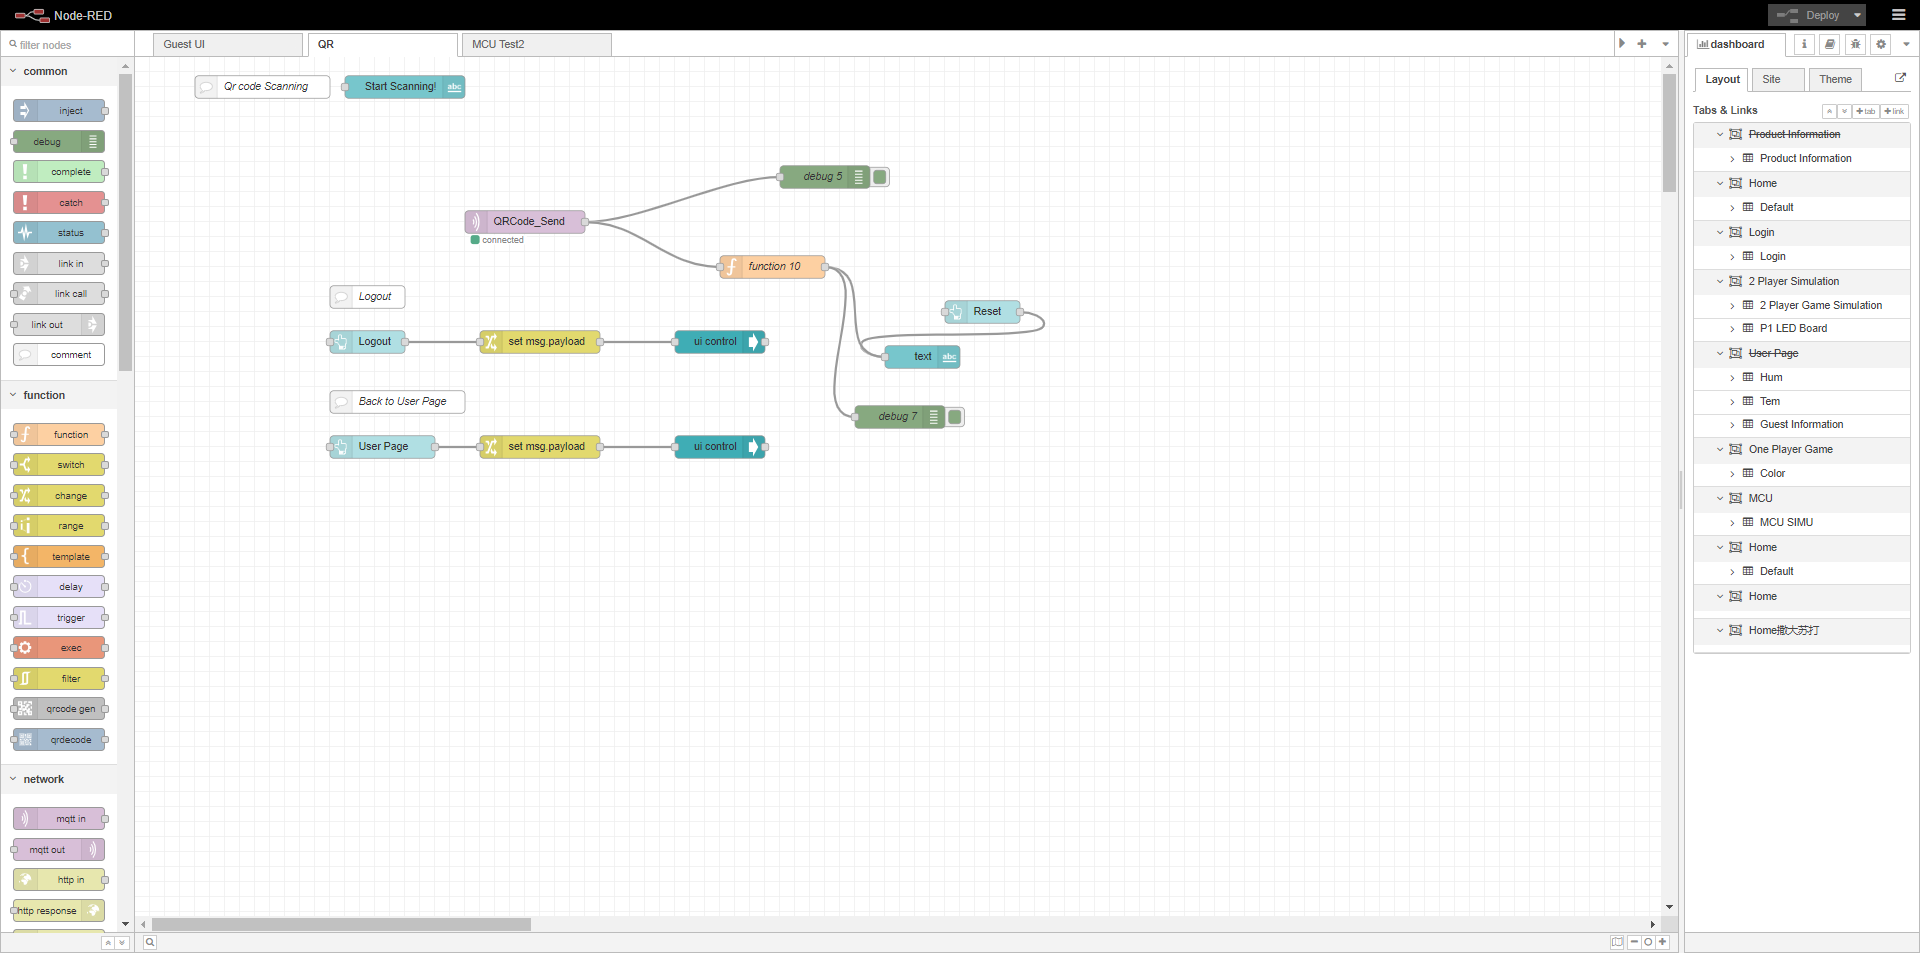 Node-RED
Deploy
filter nodes
Guest UI
QR
MCU Test2
dashboard
i
common
inject
debug
complete
catch
status
link in
link call
link out
comment
function
function
switch
change
range
template
delay
trigger
exec
filter
qrcode gen
qrdecode
network
mqtt in
mqtt out
http in
http response
Qr code Scanning
Start Scanning!
abc
debug 5
QRCode_Send
connected
function 10
Logout
Reset
Logout
set msg.payload
ui control
text
abc
Back to User Page
debug 7
User Page
set msg.payload
ui control
Layout
Site
Theme
Tabs & Links
tab
link
Product Information
Product Information
Home
Default
Login
Login
2 Player Simulation
2 Player Game Simulation
P1 LED Board
User Page
Hum
Tem
Guest Information
One Player Game
Color
MCU
MCU SIMU
Home
Default
Home
Home撒大苏打